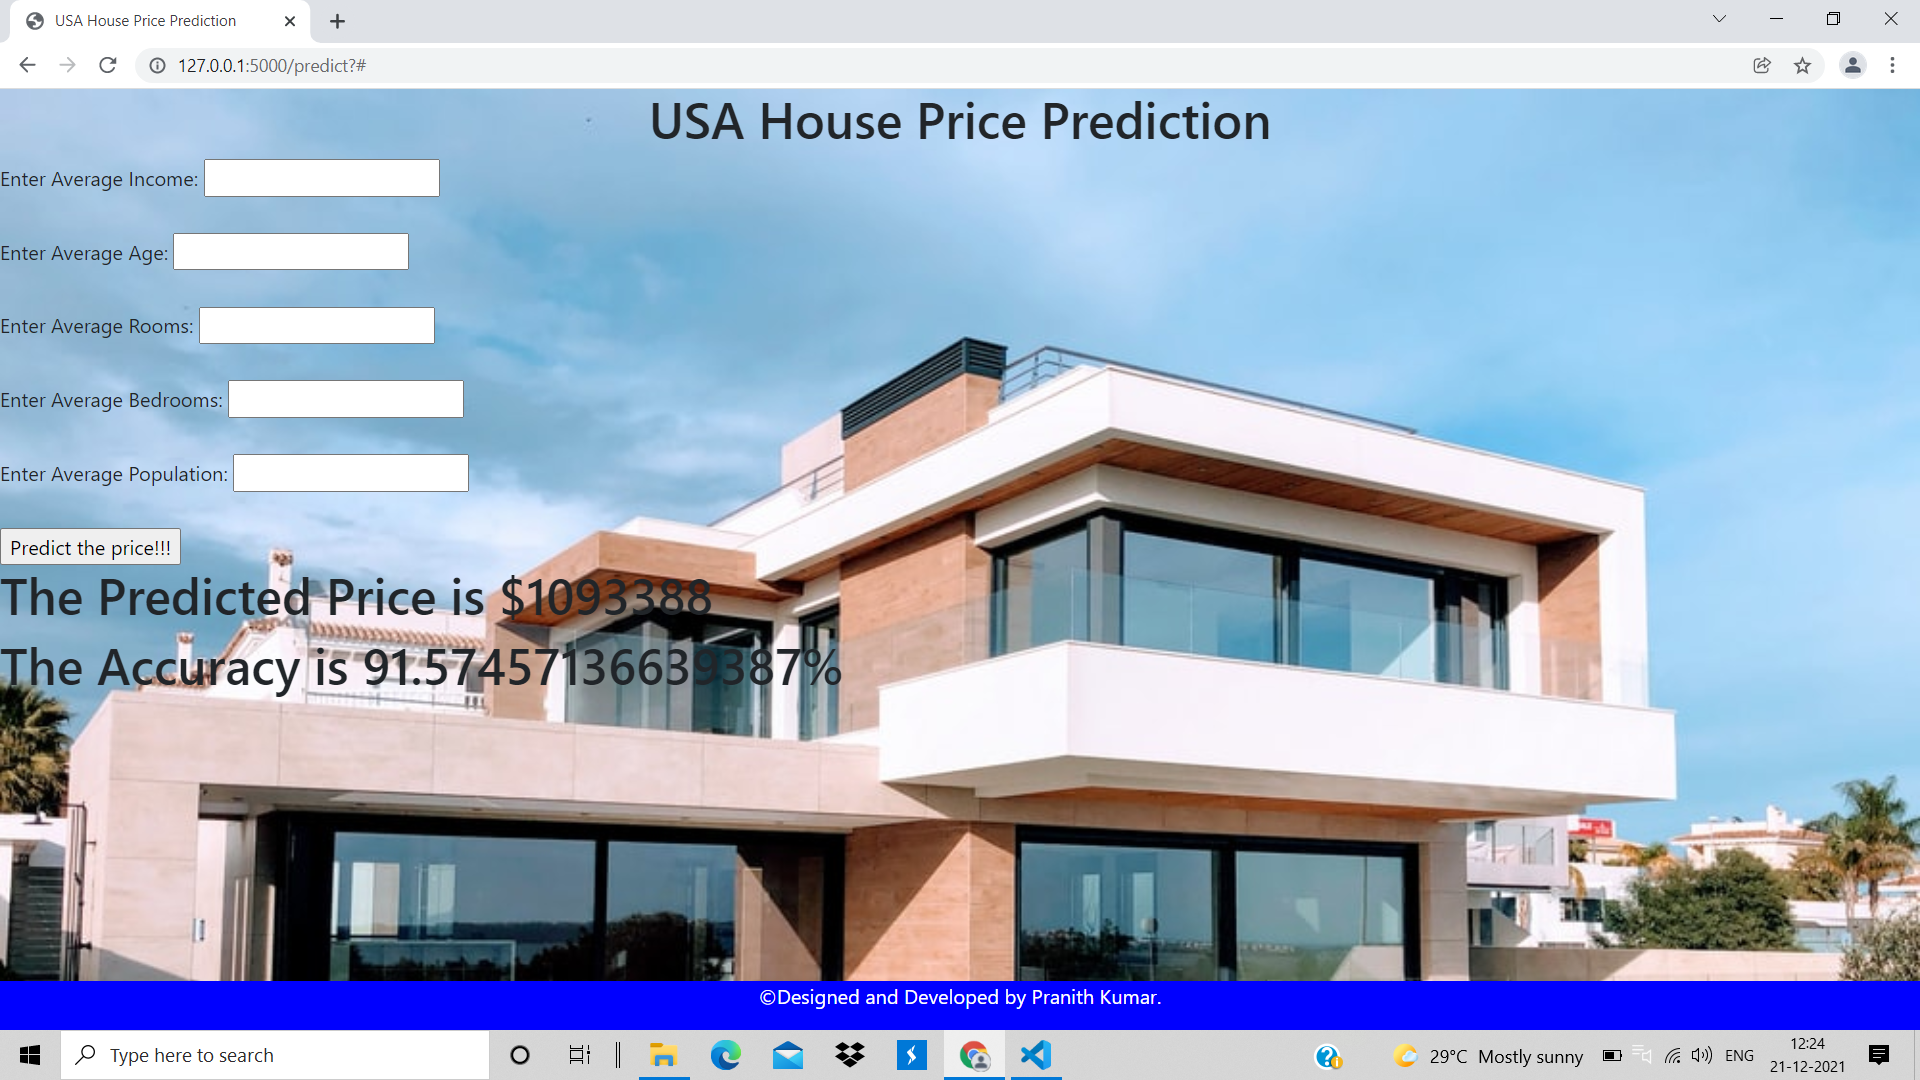 USA House Price Prediction
127.0.0.1:5000/predict?#
USA House Price Prediction
Enter Average Income:
Enter Average Age:
Enter Average Rooms:
Enter Average Bedrooms:
Enter Average Population:
Predict the price!!!
The Predicted Price is $1093388
The Accuracy is 91.57457136639387%
©Designed and Developed by Pranith Kumar.
Type here to search
29°C Mostly sunny
ENG
12:24
21-12-2021